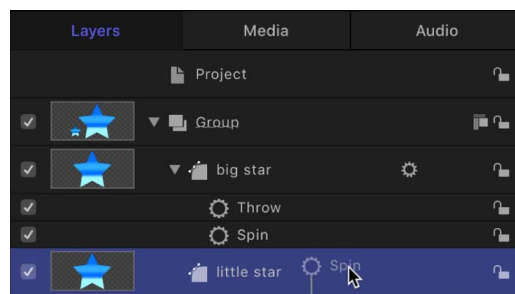 Layers Media Audio
Project
Group
big star
Throw
Spin
little star Spin